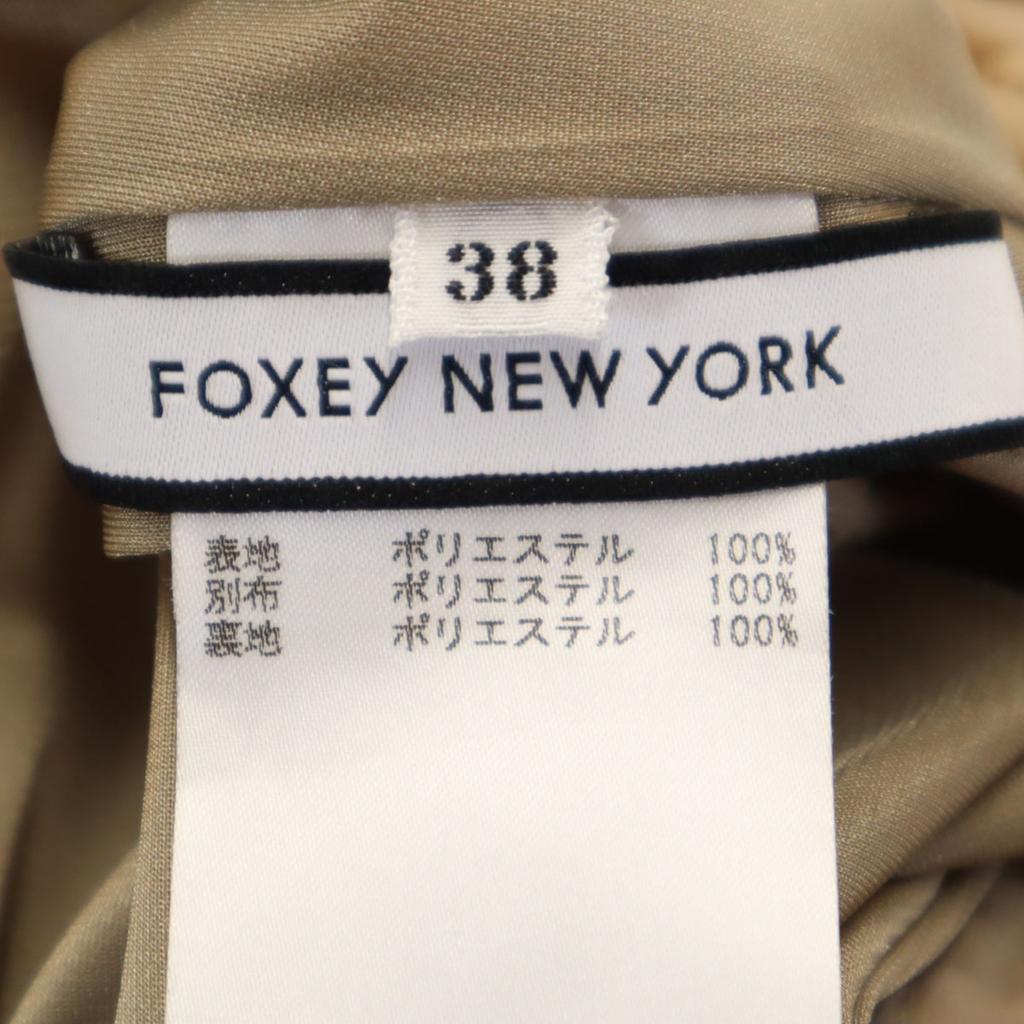 38
FOXEY NEW YORK
表地 ポリエステル 100%
別布 ポリエステル 100%
裏地 ポリエステル 100%